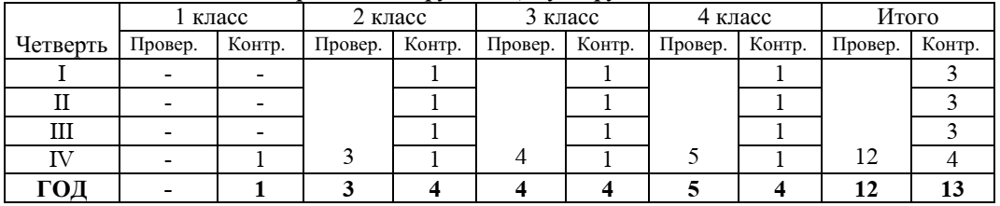 1 класс 2 класс 3 класс 4 класс Итого
Четверть Провер. Контр. Провер. Контр. Провер. Контр. Провер. Контр. Провер. Контр.
I - - 1 1 1 3
II - - 1 1 1 3
III - - 1 1 1 3
IV - 1 3 1 4 1 5 1 12 4
ГОД - 1 3 4 4 4 5 4 12 13